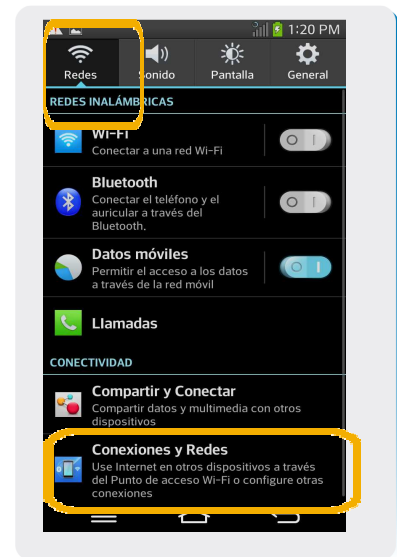 1:20 PM
Redes
Sonido
Pantalla
General
REDES INALÁMBRICAS
Wi-Fi
Conectar a una red Wi-Fi
Bluetooth
Conectar el teléfono y el
auricular a través del
Bluetooth.
Datos móviles
Permitir el acceso a los datos
a través de la red móvil
Llamadas
CONECTIVIDAD
Compartir y Conectar
Compartir datos y multimedia con otros
dispositivos
Conexiones y Redes
Use Internet en otros dispositivos a través
del Punto de acceso Wi-Fi o configure otras
conexiones